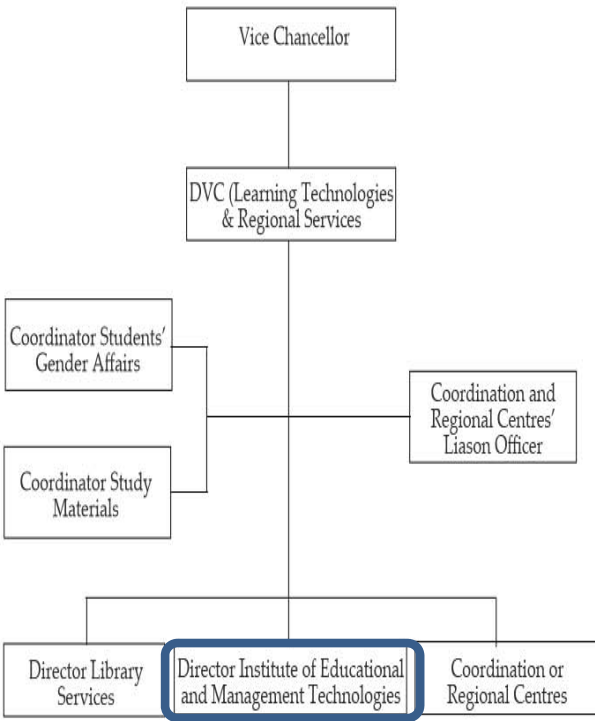 Vice Chancellor
DVC (Learning Technologies
& Regional Services
Coordinator Students'
Gender Affairs
Coordination and
Regional Centres'
Liason Officer
Coordinator Study
Materials
Director Library
Services
Director Institute of Educational
and Management Technologies
Coordination or
Regional Centres